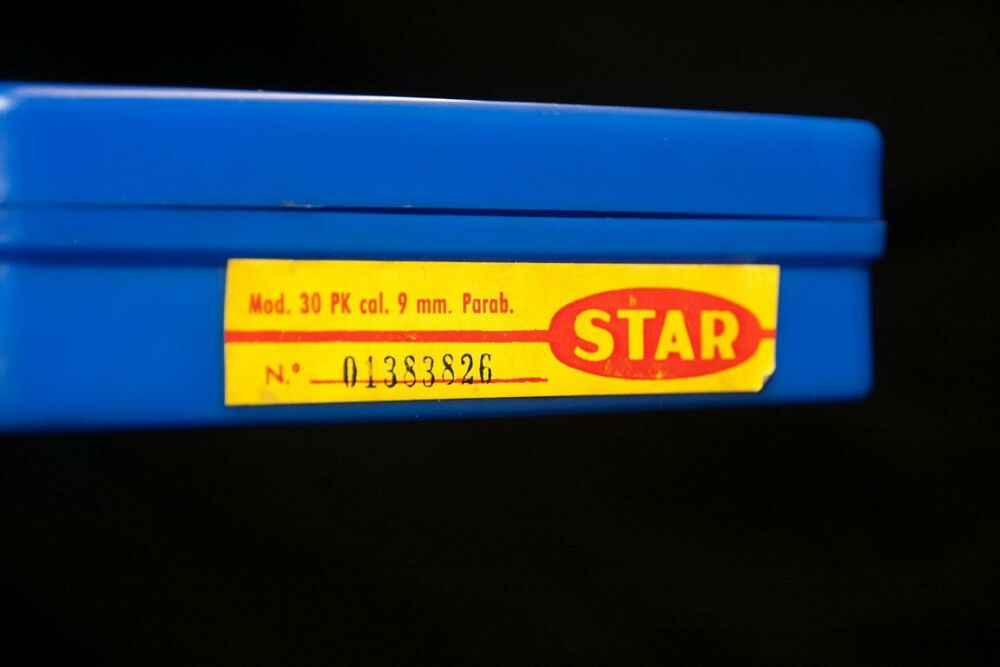 Mod. 30 PK cal. 9 mm. Parab.
STAR
N.º 01383826